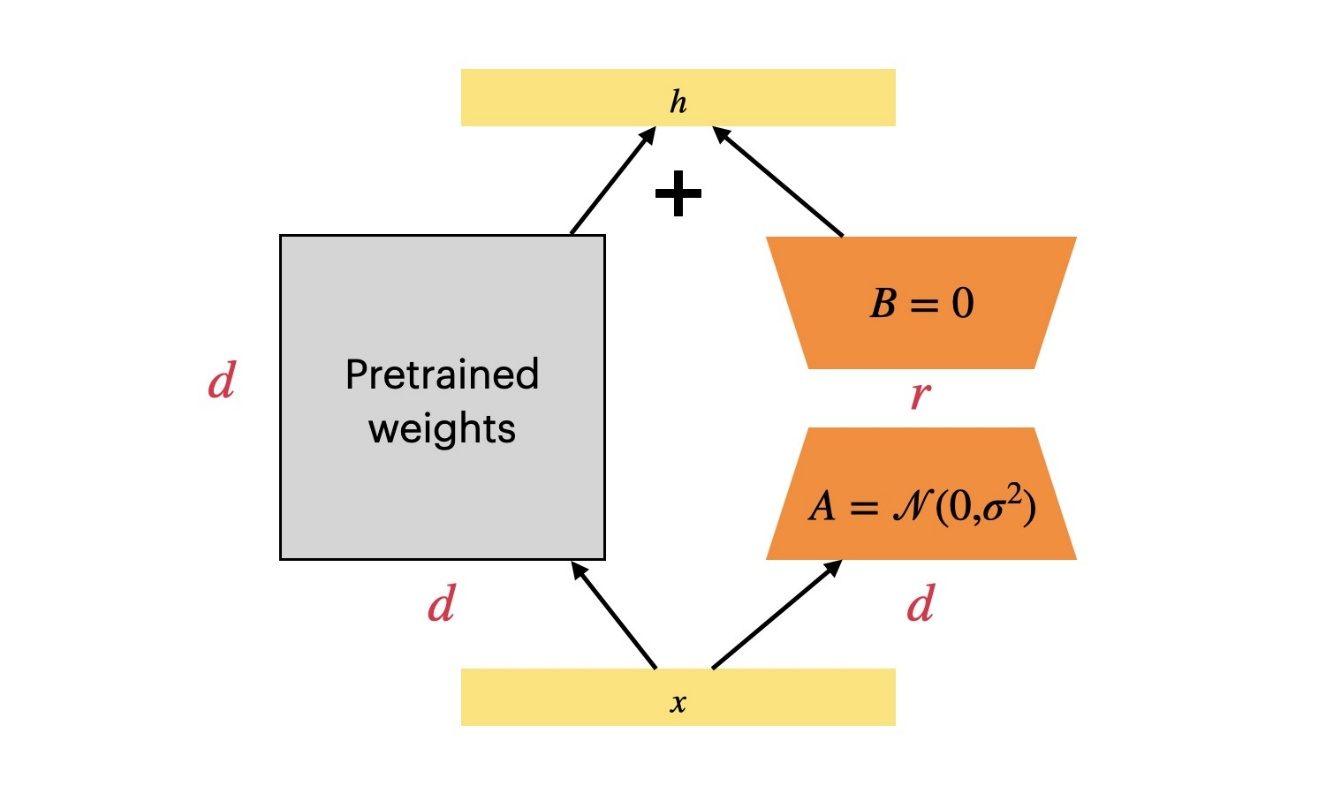 h
+
B = 0
d
Pretrained
weights
r
A = 𝒩(0,σ²)
d
d
x